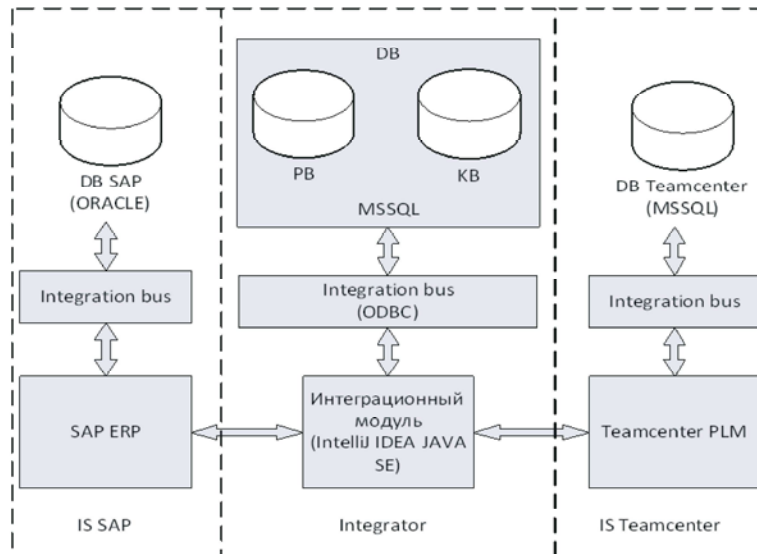 DB
PB
KB
MSSQL
DB SAP
(ORACLE)
DB Teamcenter
(MSSQL)
Integration bus
Integration bus
(ODBC)
Integration bus
SAP ERP
Интеграционный
модуль
(IntelliJ IDEA JAVA
SE)
Teamcenter PLM
IS SAP
Integrator
IS Teamcenter